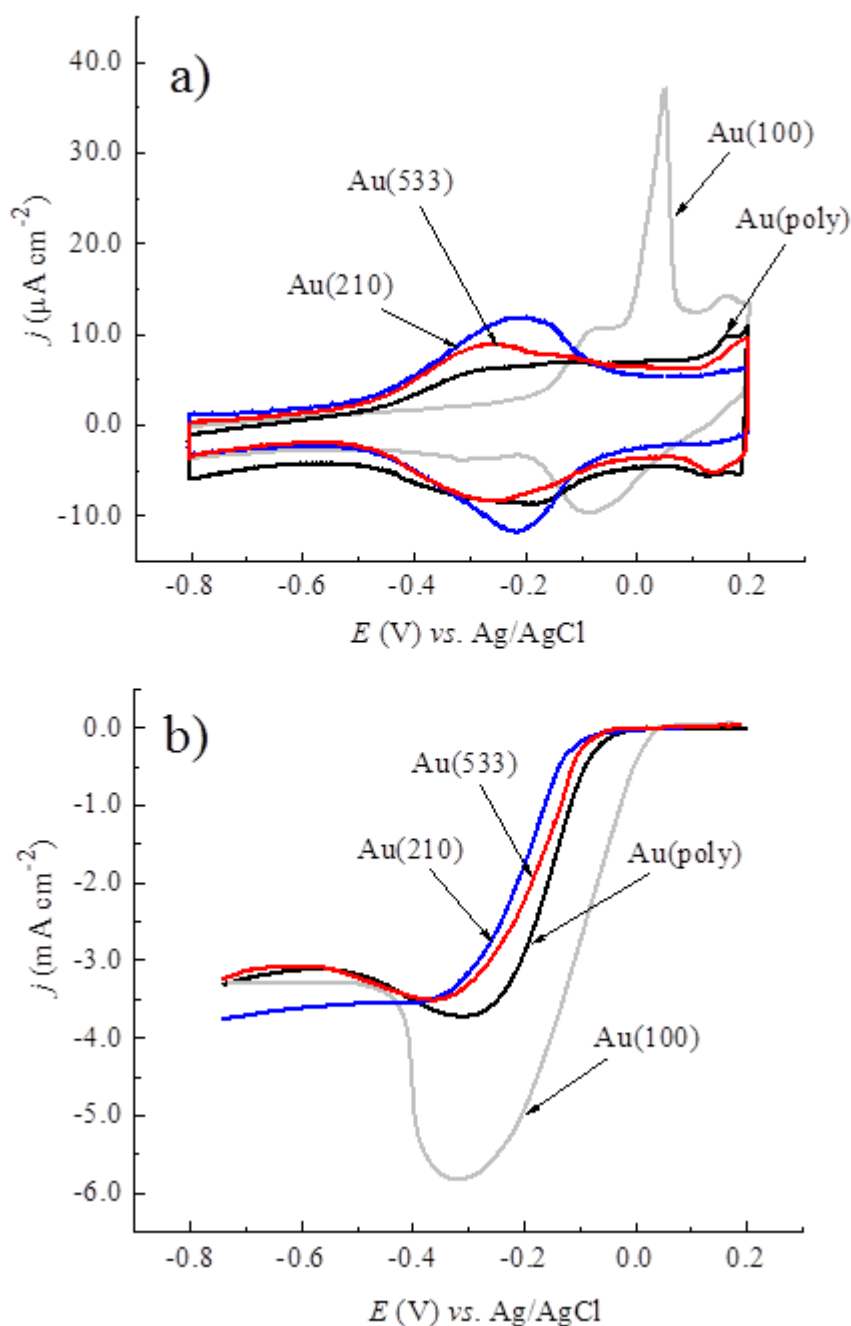 a)
40.0
30.0
20.0
10.0
0.0
-10.0
j (μA cm-2)
Au(100)
Au(533)
Au(poly)
Au(210)
-0.8 -0.6 -0.4 -0.2 0.0 0.2
E (V) vs. Ag/AgCl
b)
0.0
-1.0
-2.0
-3.0
-4.0
-5.0
-6.0
j (mA cm-2)
Au(533)
Au(210)
Au(poly)
Au(100)
-0.8 -0.6 -0.4 -0.2 0.0 0.2
E (V) vs. Ag/AgCl